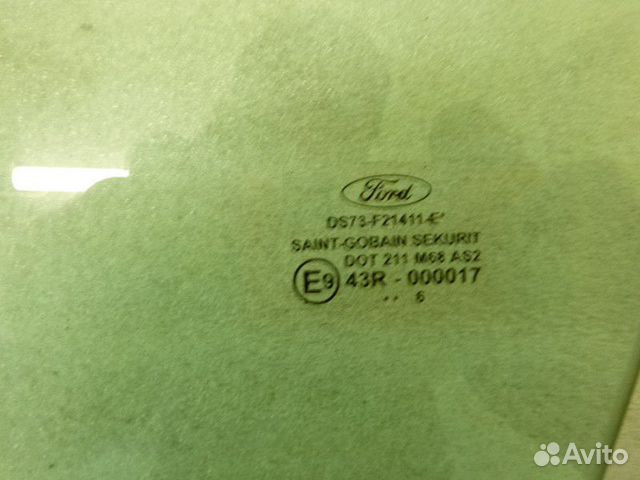 Ford
DS73-F21411-E*
SAINT-GOBAIN SEKURIT
DOT 211 M68 AS2
E9 43R - 000017
.. 6
Avito